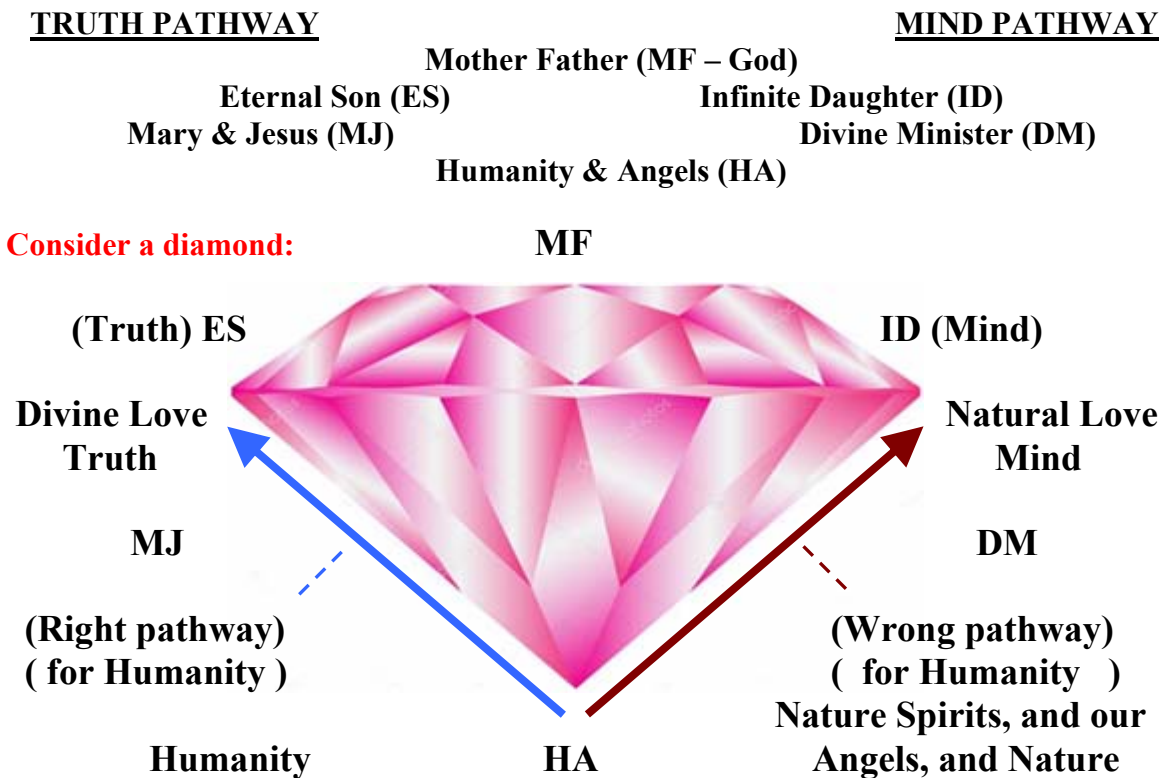 TRUTH PATHWAY MIND PATHWAY
Mother Father (MF – God)
Eternal Son (ES) Infinite Daughter (ID)
Mary & Jesus (MJ) Divine Minister (DM)
Humanity & Angels (HA)
Consider a diamond: MF
(Truth) ES ID (Mind)
Divine Love Natural Love
Truth Mind
MJ DM
(Right pathway) (Wrong pathway)
( for Humanity ) ( for Humanity )
Nature Spirits, and our
Humanity HA Angels, and Nature